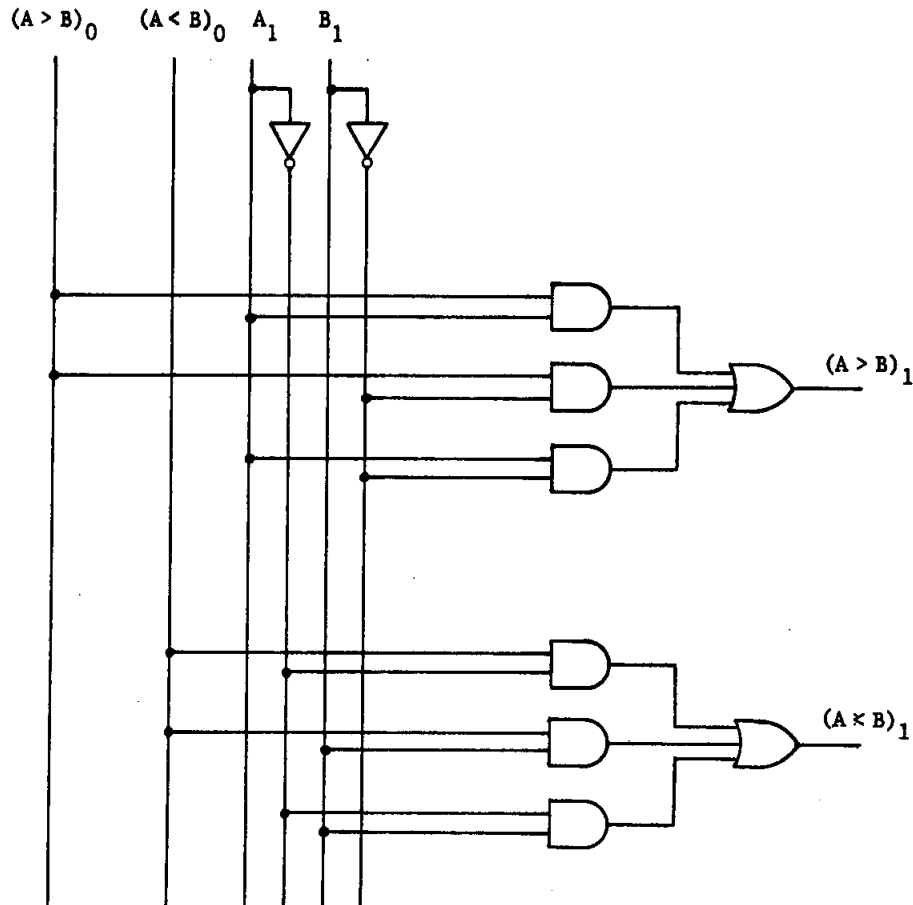 (A > B)₀ (A < B)₀ A₁ B₁
(A > B)₁
(A < B)₁